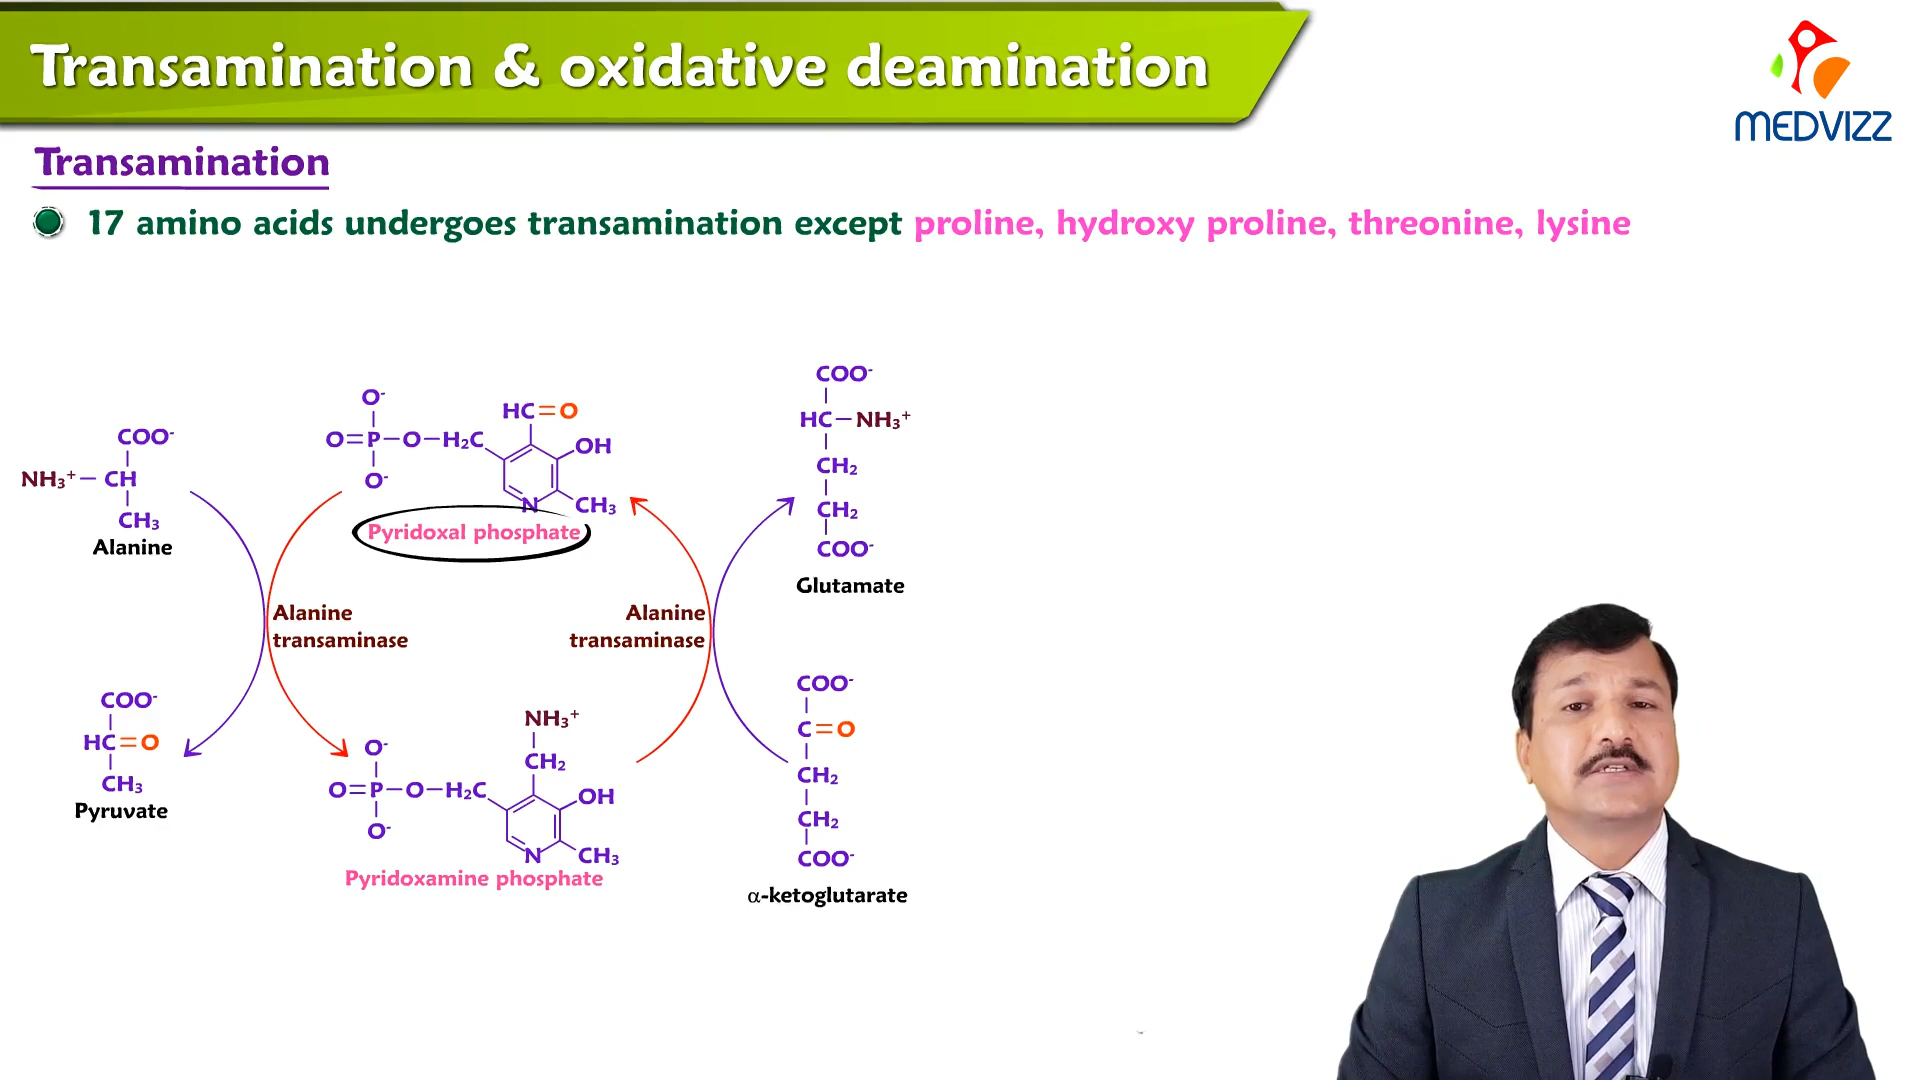 Transamination & oxidative deamination
MEDVIZZ
Transamination
17 amino acids undergoes transamination except proline, hydroxy proline, threonine, lysine
COO-
NH3+ — CH
CH3
Alanine
O-
O=P—O—H2C
O-
HC=O
OH
N
CH3
Pyridoxal phosphate
COO-
HC—NH3+
CH2
CH2
COO-
Glutamate
Alanine
transaminase
Alanine
transaminase
COO-
HC=O
CH3
Pyruvate
O-
O=P—O—H2C
O-
NH3+
CH2
OH
N
CH3
Pyridoxamine phosphate
COO-
C=O
CH2
CH2
COO-
α-ketoglutarate